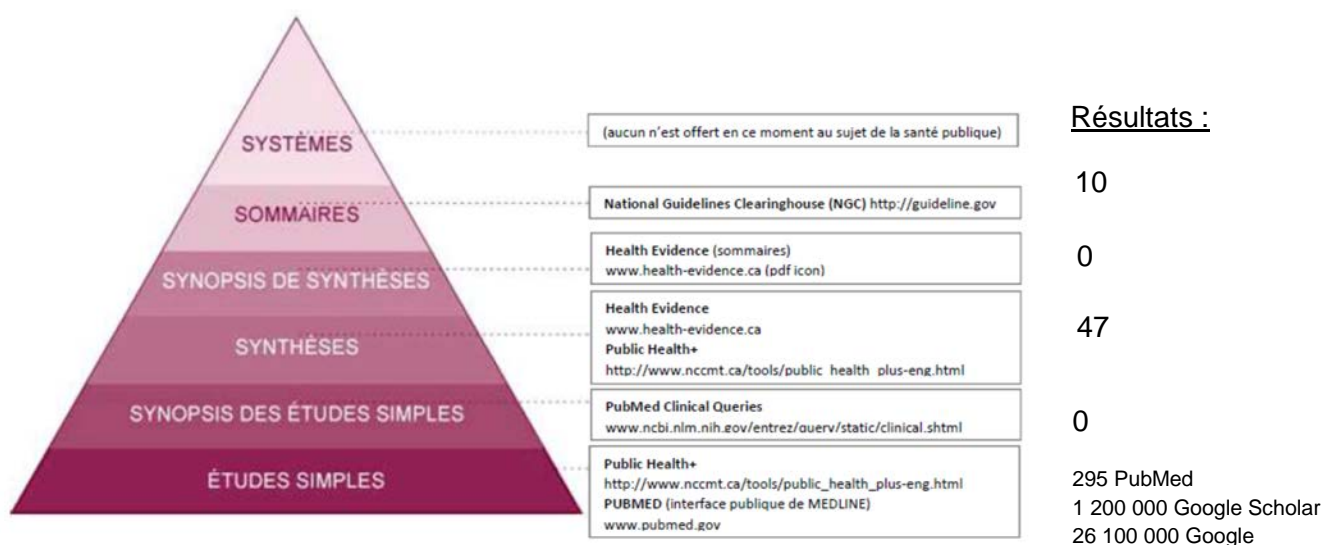 SYSTÈMES
(aucun n'est offert en ce moment au sujet de la santé publique)
Résultats :
SOMMAIRES
National Guidelines Clearinghouse (NGC) http://guideline.gov
10
SYNOPSIS DE SYNTHÈSES
Health Evidence (sommaires)
www.health-evidence.ca (pdf icon)
0
SYNTHÈSES
Health Evidence
www.health-evidence.ca
Public Health+
http://www.nccmt.ca/tools/public_health_plus-eng.html
47
SYNOPSIS DES ÉTUDES SIMPLES
PubMed Clinical Queries
www.ncbi.nlm.nih.gov/entrez/query/static/clinical.shtml
0
ÉTUDES SIMPLES
Public Health+
http://www.nccmt.ca/tools/public_health_plus-eng.html
PUBMED (interface publique de MEDLINE)
www.pubmed.gov
295 PubMed
1 200 000 Google Scholar
26 100 000 Google